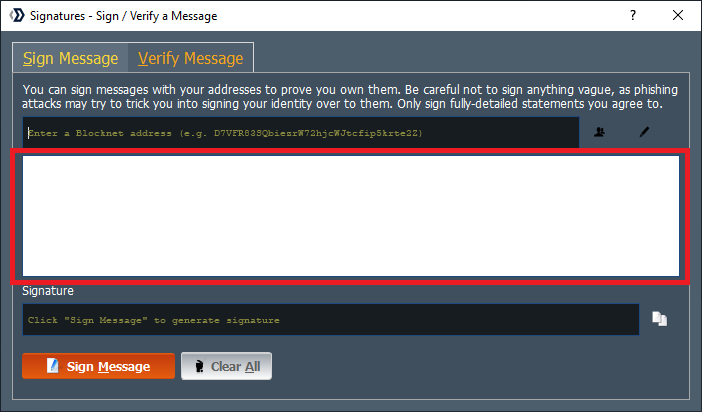 Signatures - Sign / Verify a Message
Sign Message Verify Message
You can sign messages with your addresses to prove you own them. Be careful not to sign anything vague, as phishing
attacks may try to trick you into signing your identity over to them. Only sign fully-detailed statements you agree to.
Enter a Blocknet address (e.g. D7VFR83SQbiezrW72hjcWJtcfip5krte2Z)
Signature
Click "Sign Message" to generate signature
Sign Message Clear All